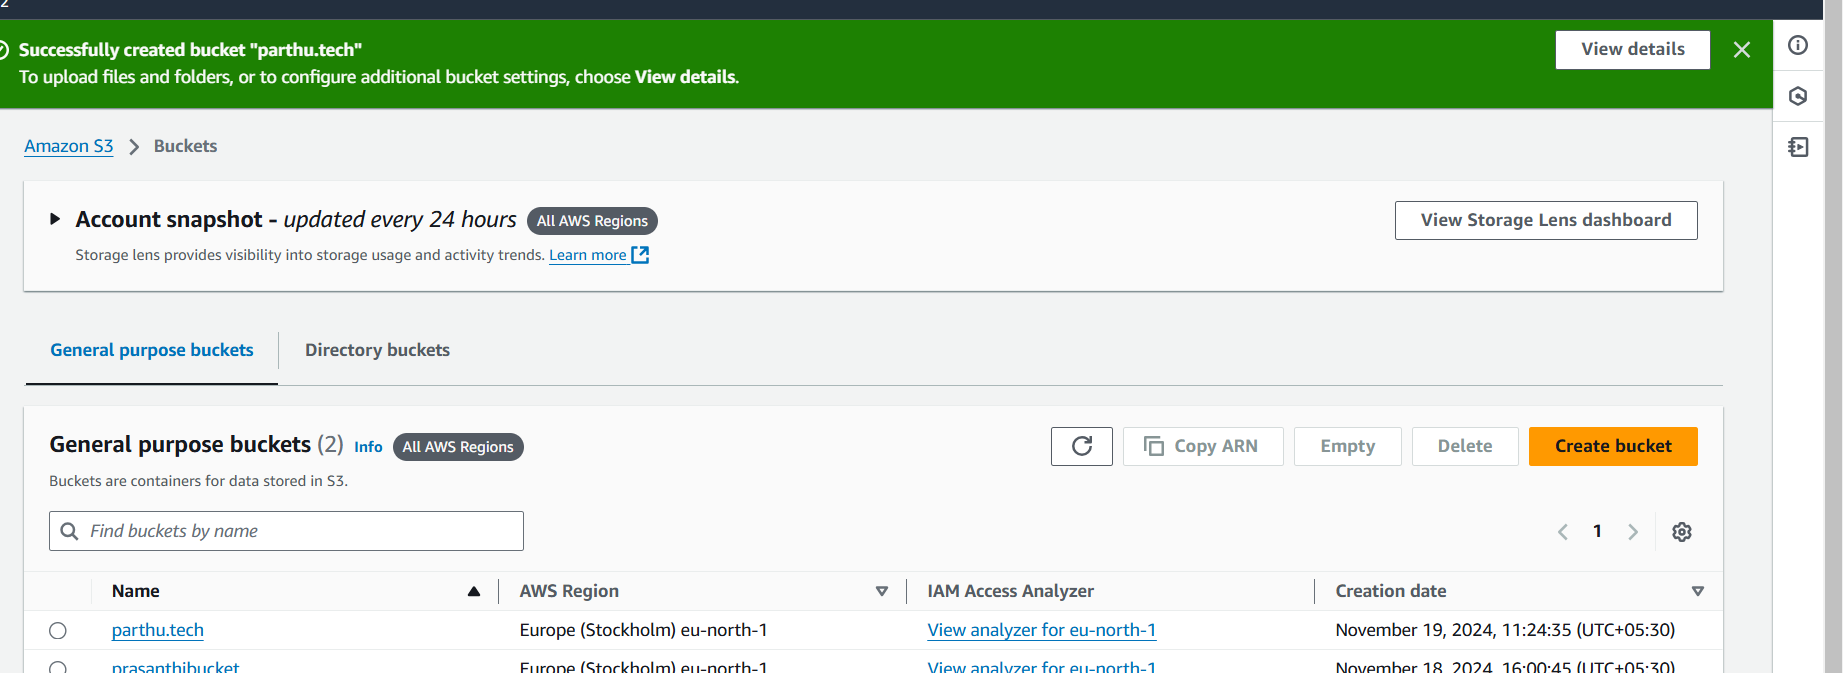 2
Successfully created bucket "parthu.tech"
View details
To upload files and folders, or to configure additional bucket settings, choose View details.
Amazon S3 > Buckets
Account snapshot - updated every 24 hours All AWS Regions
View Storage Lens dashboard
Storage lens provides visibility into storage usage and activity trends. Learn more
General purpose buckets
Directory buckets
General purpose buckets (2) Info All AWS Regions
Copy ARN
Empty
Delete
Create bucket
Buckets are containers for data stored in S3.
Find buckets by name
1
Name
AWS Region
IAM Access Analyzer
Creation date
parthu.tech
Europe (Stockholm) eu-north-1
View analyzer for eu-north-1
November 19, 2024, 11:24:35 (UTC+05:30)
prasanthibucket
Europe (Stockholm) eu-north-1
View analyzer for eu-north-1
November 18, 2024, 16:00:45 (UTC+05:30)